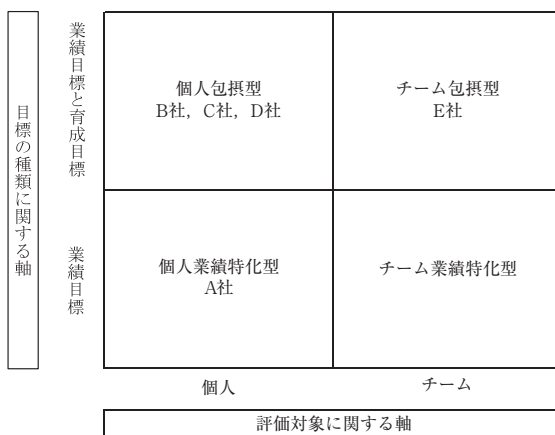 目標の種類に関する軸
業績目標と育成目標
個人包摂型
B社，C社，D社
チーム包摂型
E社
業績目標
個人業績特化型
A社
チーム業績特化型
個人
チーム
評価対象に関する軸